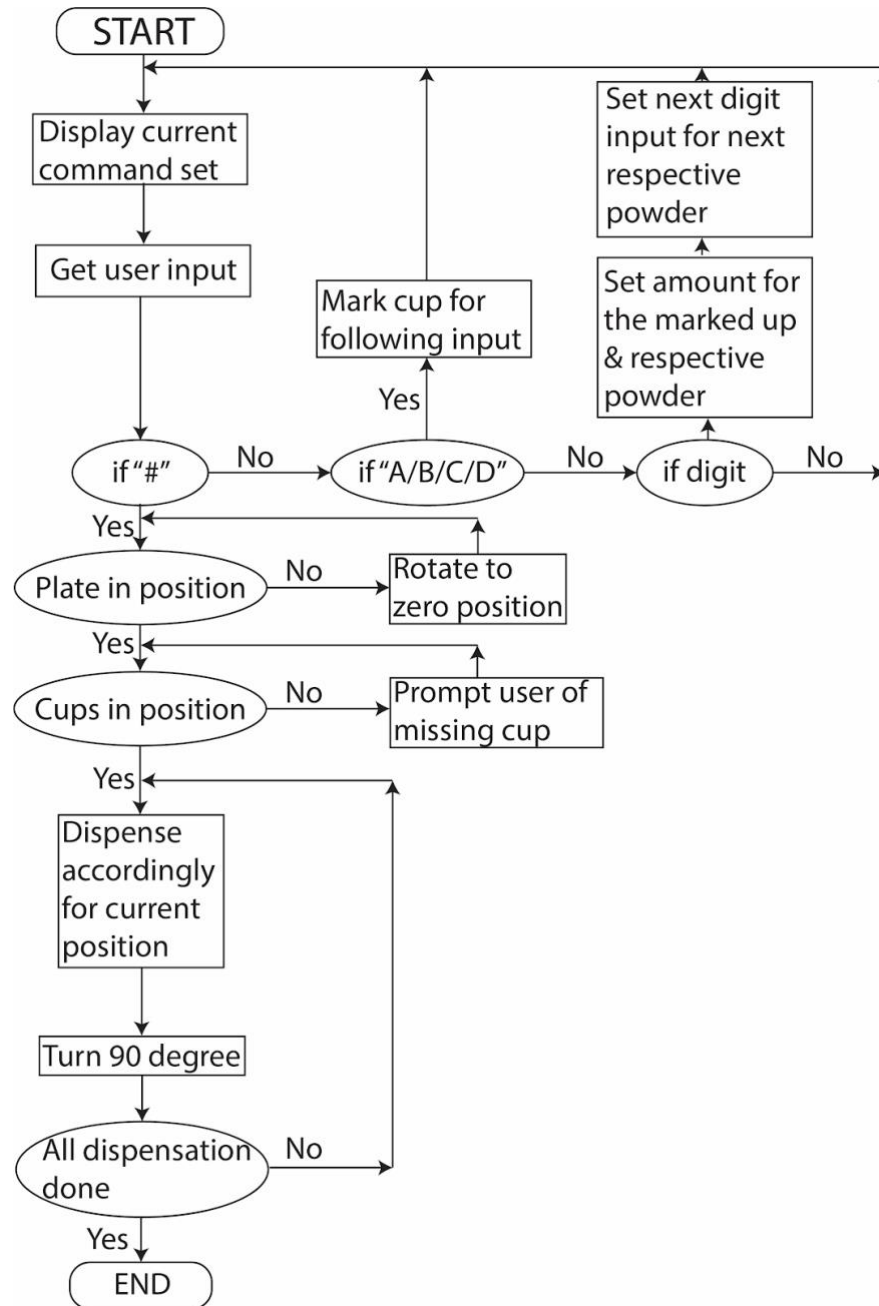 START
Display current
command set
Get user input
if “#”
No
if “A/B/C/D”
No
if digit
No
Yes
Mark cup for
following input
Set amount for
the marked up
& respective
powder
Set next digit
input for next
respective
powder
Yes
Plate in position
No
Rotate to
zero position
Yes
Cups in position
No
Prompt user of
missing cup
Yes
Dispense
accordingly
for current
position
Turn 90 degree
All dispensation
done
No
Yes
END